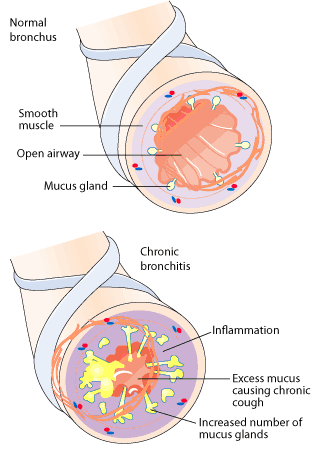 Normal
bronchus
Smooth
muscle
Open airway
Mucus gland
Chronic
bronchitis
Inflammation
Excess mucus
causing chronic
cough
Increased number of
mucus glands